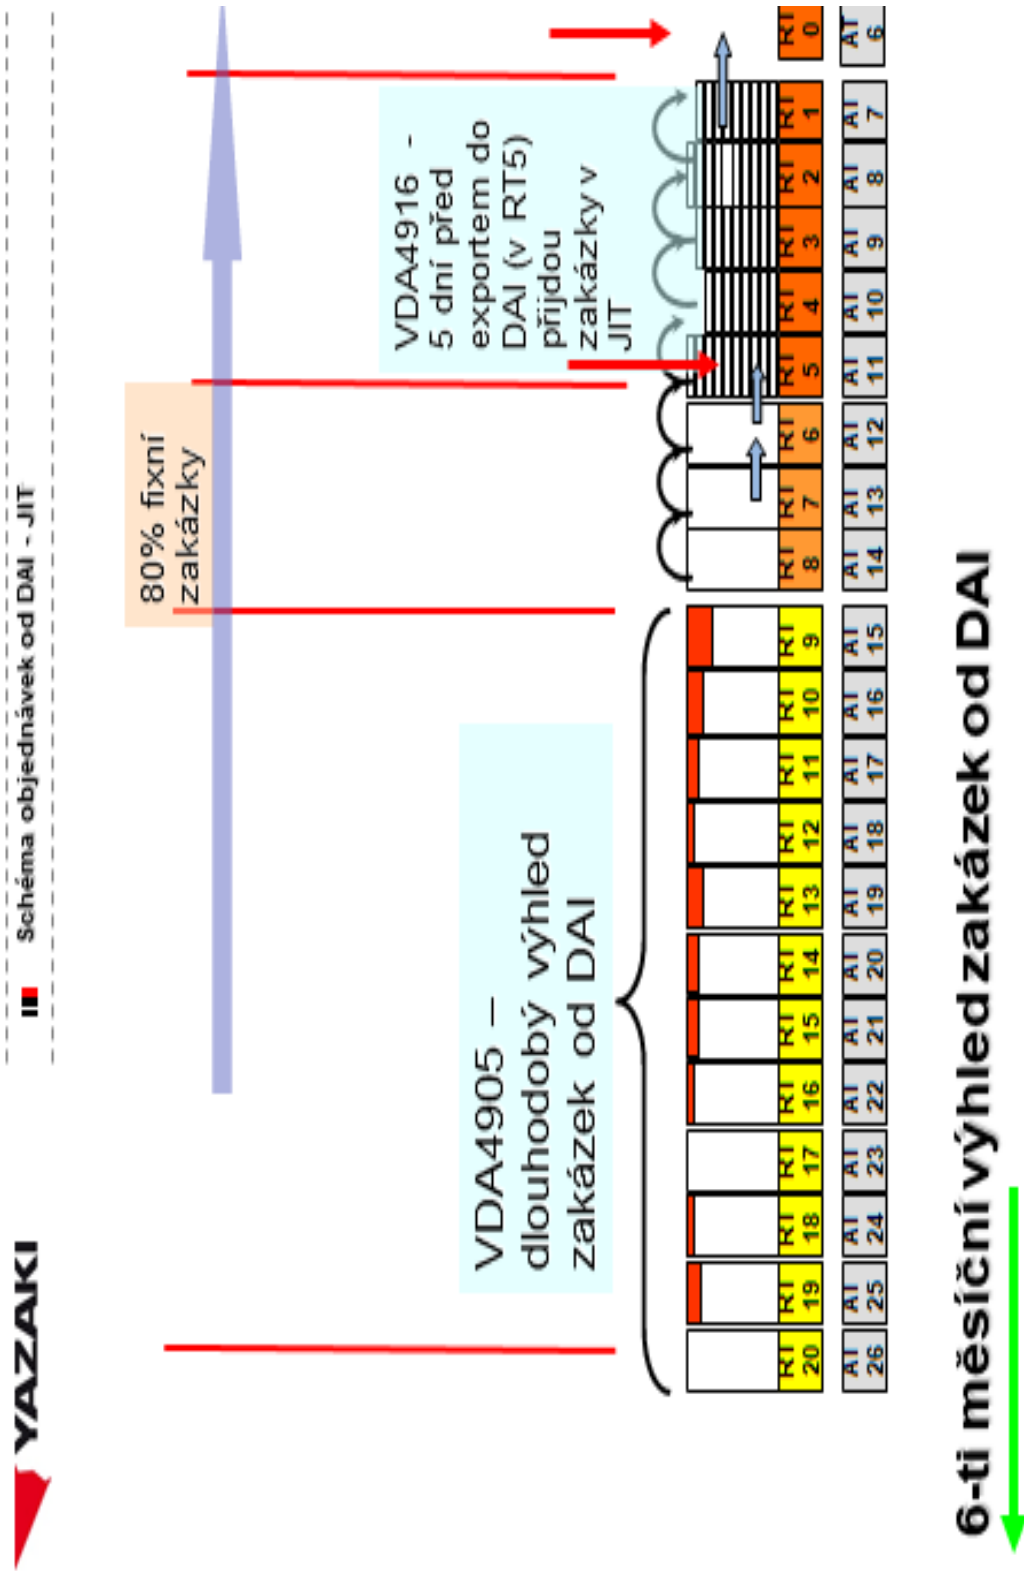 YAZAKI
Schéma objednávek od DAI - JIT
80% fixní
zakázky
VDA4905 –
dlouhodobý výhled
zakázek od DAI
VDA4916 -
5 dní před
exportem do
DAI (v RT5)
přijdou
zakázky v
JIT
RT RT RT RT RT RT RT RT RT RT RT RT RT RT RT RT RT RT RT RT RT
20 19 18 17 16 15 14 13 12 11 10 9 8 7 6 5 4 3 2 1 0
AT AT AT AT AT AT AT AT AT AT AT AT AT AT AT AT AT AT AT AT AT
26 25 24 23 22 21 20 19 18 17 16 15 14 13 12 11 10 9 8 7 6
6-ti měsíční výhled zakázek od DAI